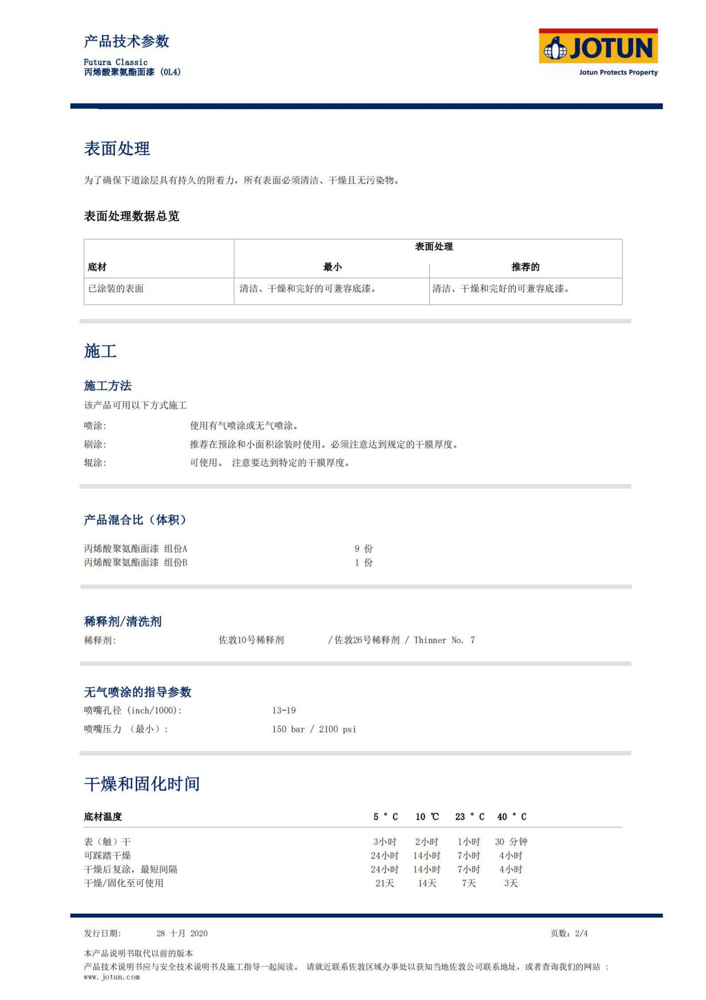 产品技术参数
Futura Classic
丙烯酸聚氨酯面漆 (0L4)
JOTUN
Jotun Protects Property
表面处理
为了确保下道涂层具有持久的附着力，所有表面必须清洁、干燥且无污染物。
表面处理数据总览
表面处理
底材 最小 推荐的
已涂装的表面 清洁、干燥和完好的可兼容底漆。 清洁、干燥和完好的可兼容底漆。
施工
施工方法
该产品可用以下方式施工
喷涂: 使用有气喷涂或无气喷涂。
刷涂: 推荐在预涂和小面积涂装时使用。必须注意达到规定的干膜厚度。
辊涂: 可使用。 注意要达到特定的干膜厚度。
产品混合比（体积）
丙烯酸聚氨酯面漆 组份A 9 份
丙烯酸聚氨酯面漆 组份B 1 份
稀释剂/清洗剂
稀释剂: 佐敦10号稀释剂 /佐敦26号稀释剂 / Thinner No. 7
无气喷涂的指导参数
喷嘴孔径 (inch/1000): 13-19
喷嘴压力 （最小）: 150 bar / 2100 psi
干燥和固化时间
底材温度 5 °C 10 ℃ 23 °C 40 °C
表（触）干 3小时 2小时 1小时 30 分钟
可踩踏干燥 24小时 14小时 7小时 4小时
干燥后复涂，最短间隔 24小时 14小时 7小时 4小时
干燥/固化至可使用 21天 14天 7天 3天
发行日期: 28 十月 2020 页数: 2/4
本产品说明书取代以前的版本
产品技术说明书应与安全技术说明书及施工指导一起阅读。 请就近联系佐敦区域办事处以获知当地佐敦公司联系地址，或者查询我们的网站 :
www.jotun.com